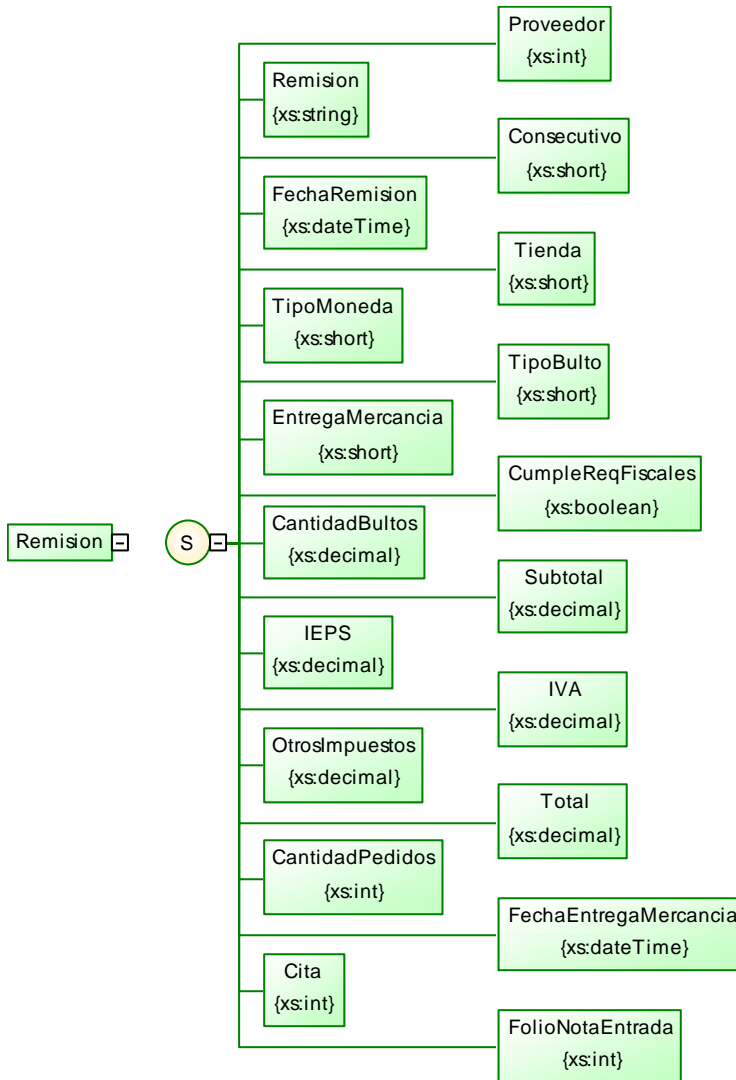 Proveedor
{xs:int}
Remision
{xs:string}
Consecutivo
{xs:short}
FechaRemision
{xs:dateTime}
Tienda
{xs:short}
TipoMoneda
{xs:short}
TipoBulto
{xs:short}
EntregaMercancia
{xs:short}
CumpleReqFiscales
{xs:boolean}
Remision
S
CantidadBultos
{xs:decimal}
Subtotal
{xs:decimal}
IEPS
{xs:decimal}
IVA
{xs:decimal}
OtrosImpuestos
{xs:decimal}
Total
{xs:decimal}
CantidadPedidos
{xs:int}
FechaEntregaMercancia
{xs:dateTime}
Cita
{xs:int}
FolioNotaEntrada
{xs:int}